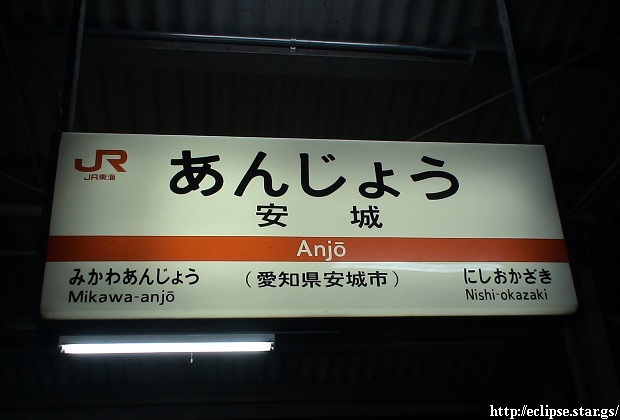 JR
JR東海
あんじょう
安城
Anjō
みかわあんじょう
Mikawa-anjō
(愛知県安城市)
にしおかざき
Nishi-okazaki
http://eclipse.star.gs/